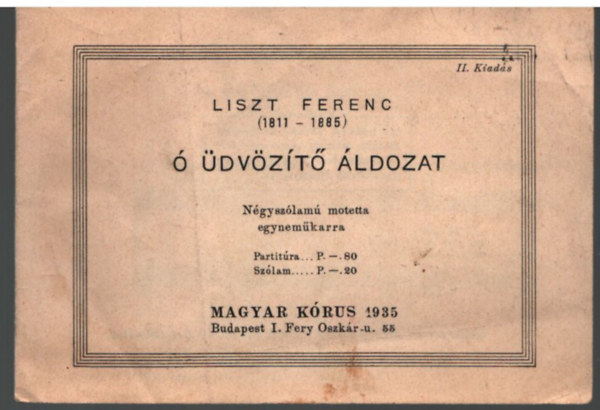 II. Kiadás
LISZT FERENC
(1811 - 1885)
Ó ÜDVÖZÍTŐ ÁLDOZAT
Négyszólamú motetta
egyneműkarra
Partitúra... P. —.80
Szólam..... P. —.20
MAGYAR KÓRUS 1935
Budapest I. Fery Oszkár-u. 55